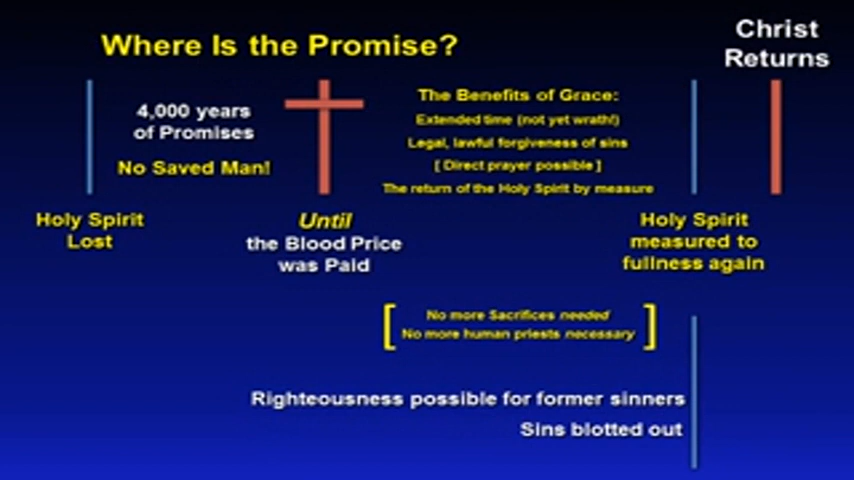 Where Is the Promise?
Christ
Returns
4,000 years
of Promises
No Saved Man!
The Benefits of Grace:
Extended time (not yet wrath!)
Legal, lawful forgiveness of sins
[ Direct prayer possible ]
The return of the Holy Spirit by measure
Holy Spirit
Lost
Until
the Blood Price
was Paid
Holy Spirit
measured to
fullness again
No more Sacrifices needed
No more human priests necessary
Righteousness possible for former sinners
Sins blotted out